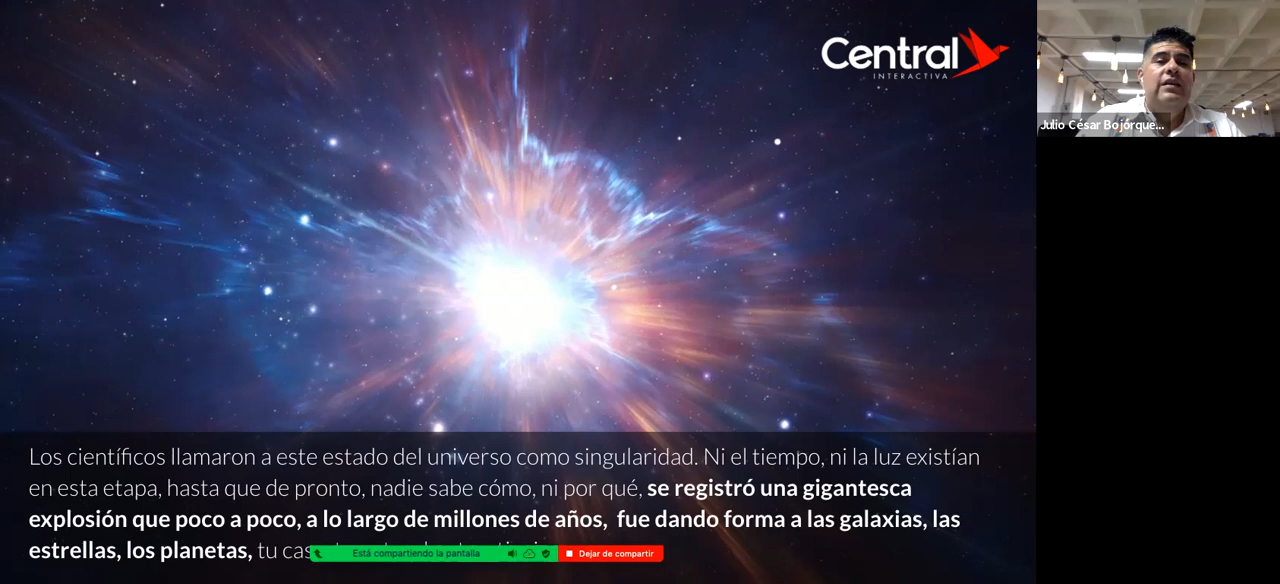 Central
INTERACTIVA
Julio César Bojórque...
Los científicos llamaron a este estado del universo como singularidad. Ni el tiempo, ni la luz existían
en esta etapa, hasta que de pronto, nadie sabe cómo, ni por qué, se registró una gigantesca
explosión que poco a poco, a lo largo de millones de años, fue dando forma a las galaxias, las
estrellas, los planetas, tu
Está compartiendo la pantalla
Dejar de compartir